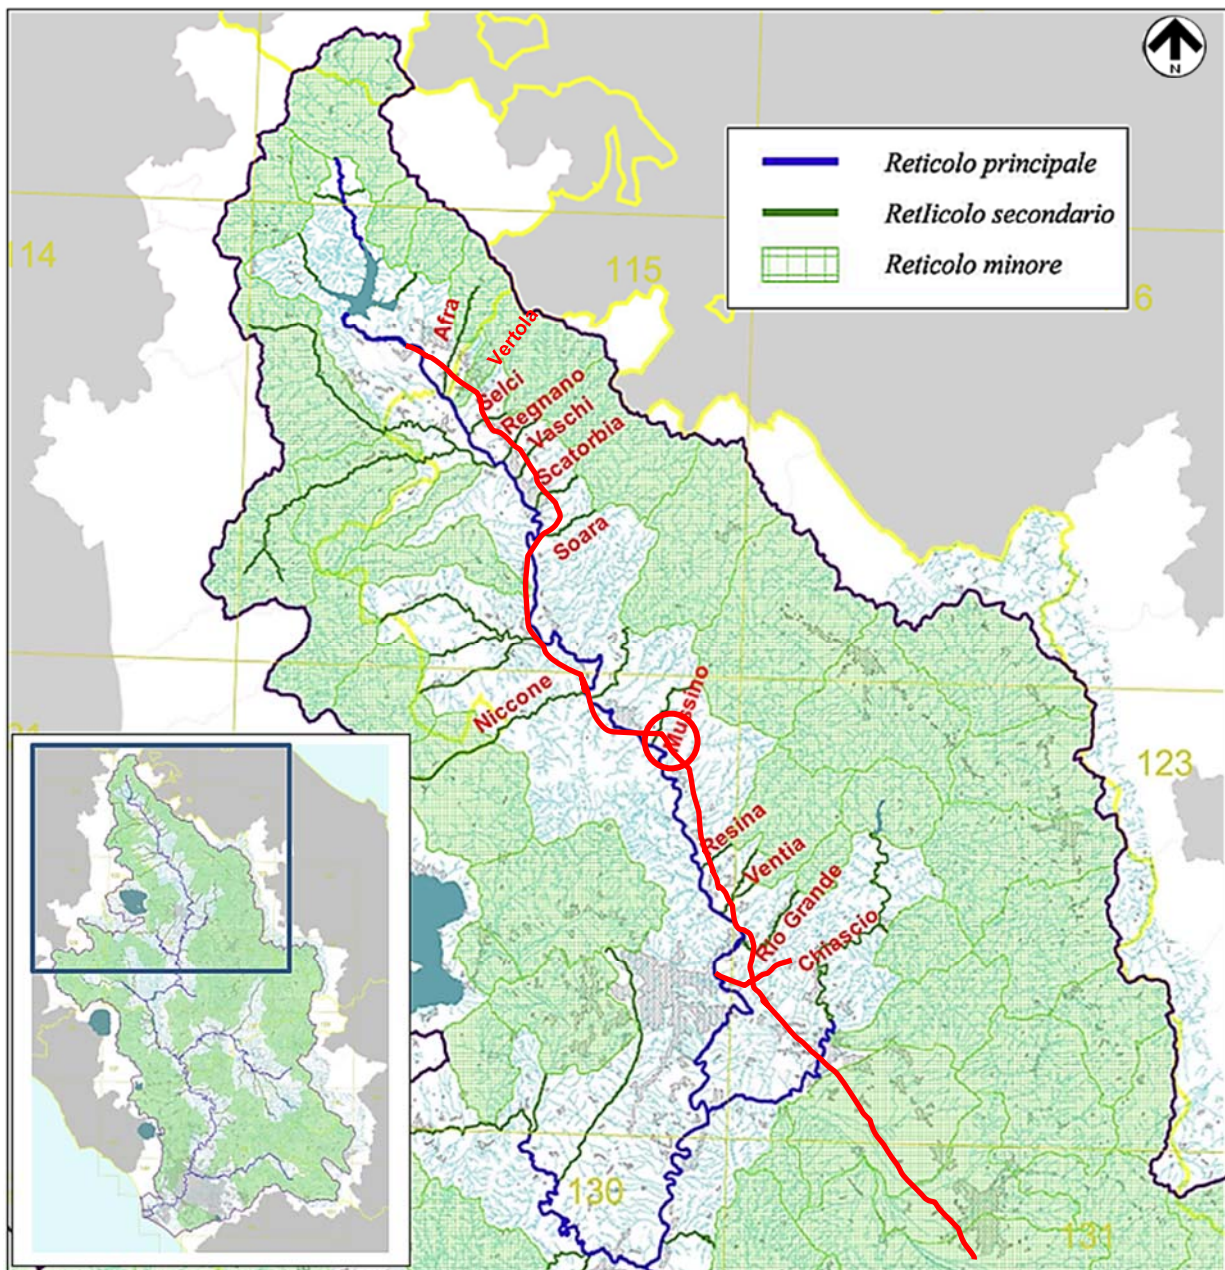 N
Reticolo principale
RetIicolo secondario
Reticolo minore
114
115
6
Afra
Vertola
Selci
Regnano
Vaschi
Scatorbia
Soara
Niccone
Mussino
123
Resina
Ventia
Rio Grande
Chiascio
130
131